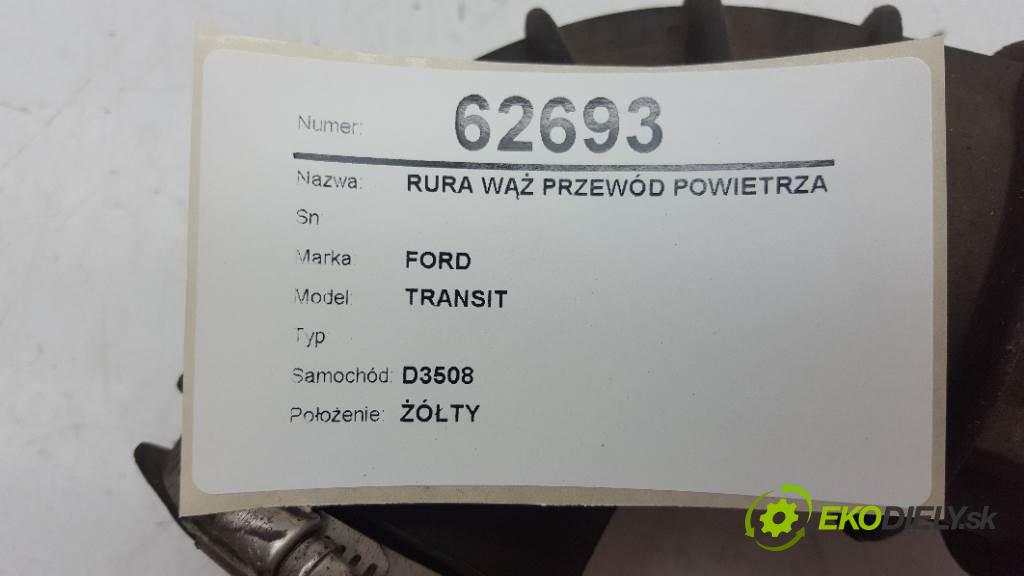 Numer: 62693
Nazwa: RURA WĄŻ PRZEWÓD POWIETRZA
Sn
Marka FORD
Model: TRANSIT
Typ
Samochód: D3508
Położenie: ŻÓŁTY
EKODIELY.sk